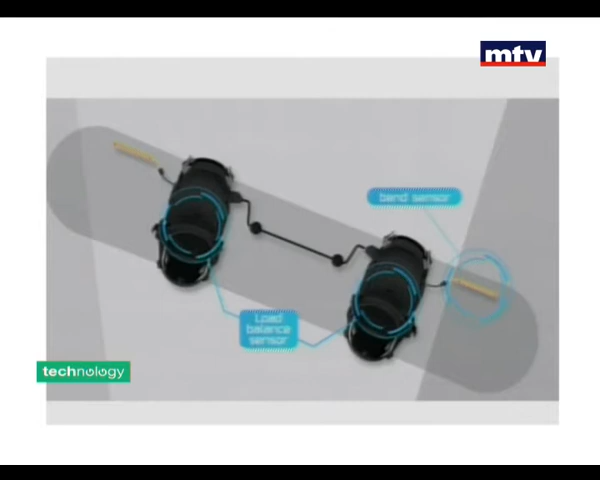 mtv
bend sensor
Load
balance
sensor
technology